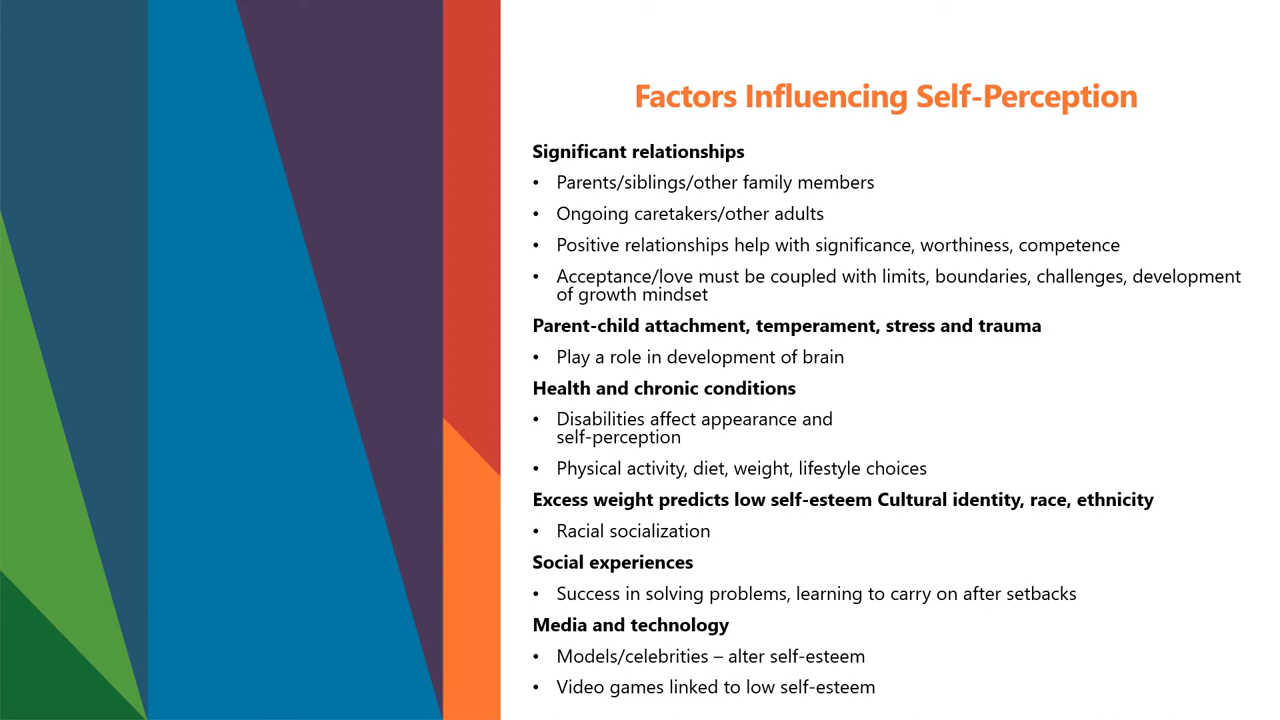 Factors Influencing Self-Perception
Significant relationships
• Parents/siblings/other family members
• Ongoing caretakers/other adults
• Positive relationships help with significance, worthiness, competence
• Acceptance/love must be coupled with limits, boundaries, challenges, development
of growth mindset
Parent-child attachment, temperament, stress and trauma
• Play a role in development of brain
Health and chronic conditions
• Disabilities affect appearance and
self-perception
• Physical activity, diet, weight, lifestyle choices
Excess weight predicts low self-esteem Cultural identity, race, ethnicity
• Racial socialization
Social experiences
• Success in solving problems, learning to carry on after setbacks
Media and technology
• Models/celebrities – alter self-esteem
• Video games linked to low self-esteem